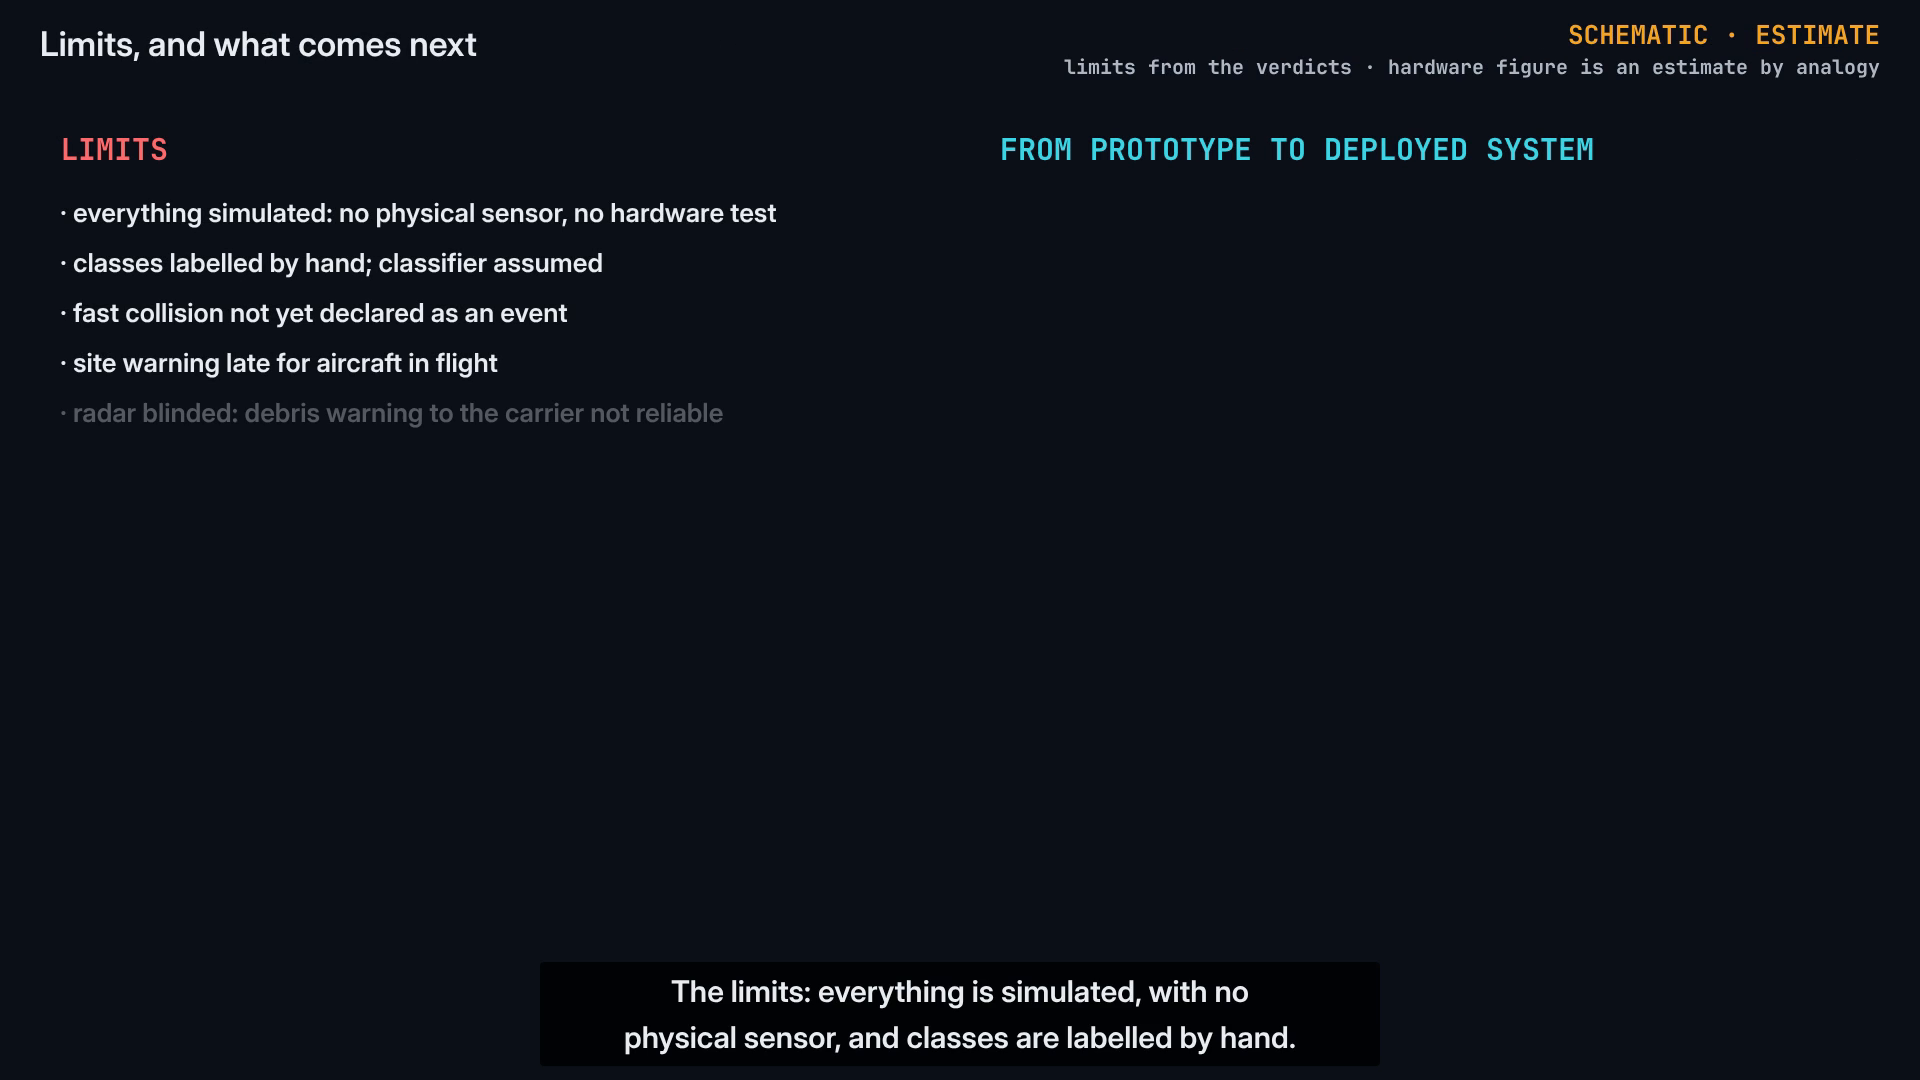 Limits, and what comes next
SCHEMATIC · ESTIMATE
limits from the verdicts · hardware figure is an estimate by analogy
LIMITS
· everything simulated: no physical sensor, no hardware test
· classes labelled by hand; classifier assumed
· fast collision not yet declared as an event
· site warning late for aircraft in flight
· radar blinded: debris warning to the carrier not reliable
FROM PROTOTYPE TO DEPLOYED SYSTEM
The limits: everything is simulated, with no
physical sensor, and classes are labelled by hand.